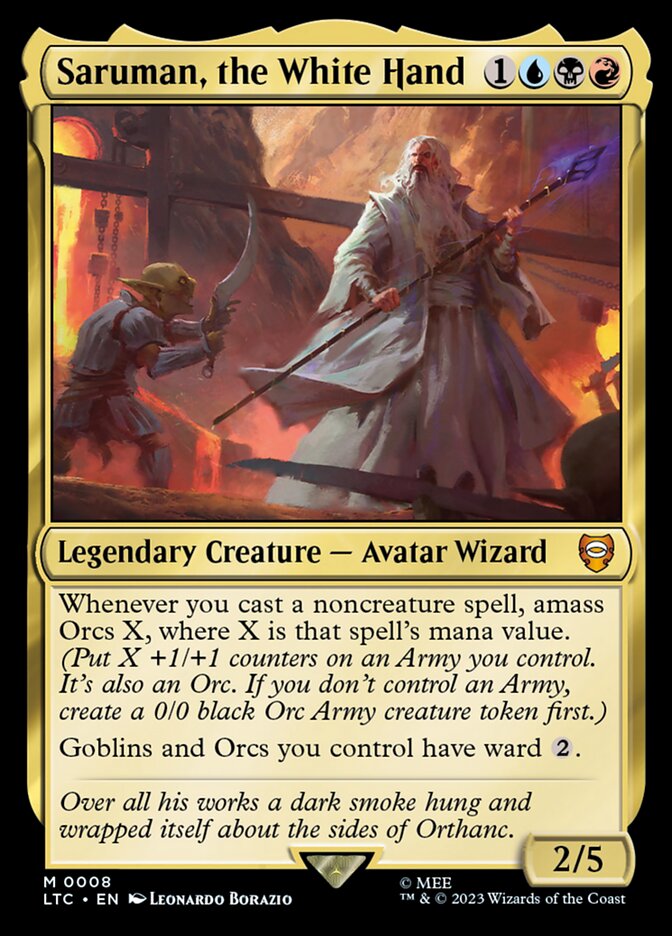 Saruman, the White Hand 1
Legendary Creature — Avatar Wizard
Whenever you cast a noncreature spell, amass
Orcs X, where X is that spell's mana value.
(Put X +1/+1 counters on an Army you control.
It's also an Orc. If you don't control an Army,
create a 0/0 black Orc Army creature token first.)
Goblins and Orcs you control have ward 2.
Over all his works a dark smoke hung and
wrapped itself about the sides of Orthanc.
2/5
M 0008
LTC • EN Leonardo Borazio
© MEE
™ & © 2023 Wizards of the Coast